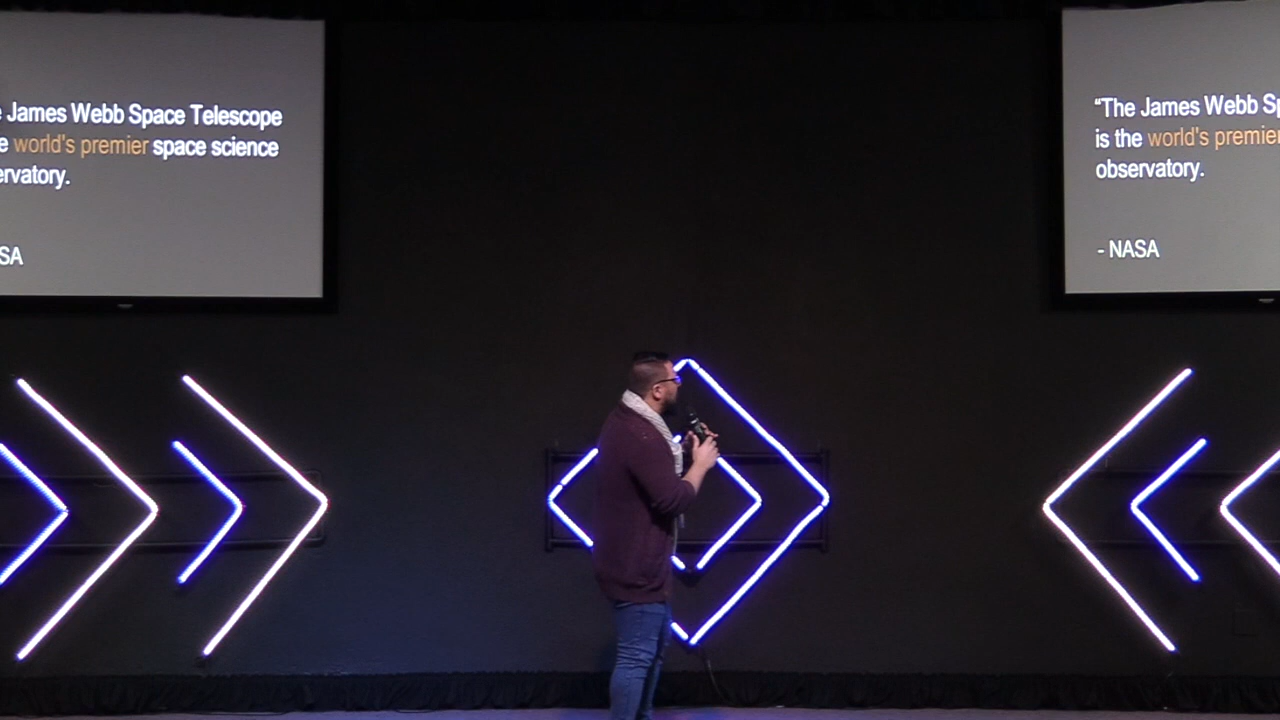 e James Webb Space Telescope
e world's premier space science
ervatory.
SA
“The James Webb Sp
is the world's premier
observatory.
- NASA